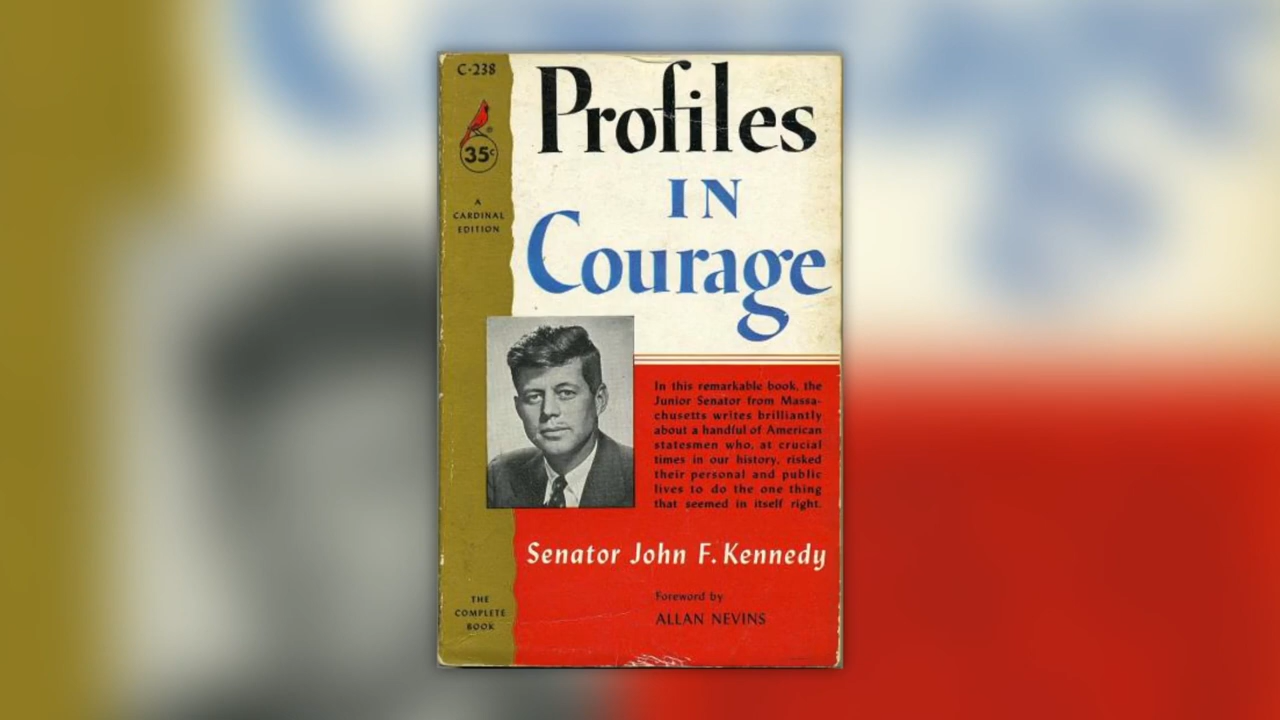 C-238
35¢
A
CARDINAL
EDITION
Profiles
IN
Courage
In this remarkable book, the
Junior Senator from Massa-
chusetts writes brilliantly
about a handful of American
statesmen who, at crucial
times in our history, risked
their personal and public
lives to do the one thing
that seemed in itself right.
Senator John F. Kennedy
Foreword by
ALLAN NEVINS
THE
COMPLETE
BOOK